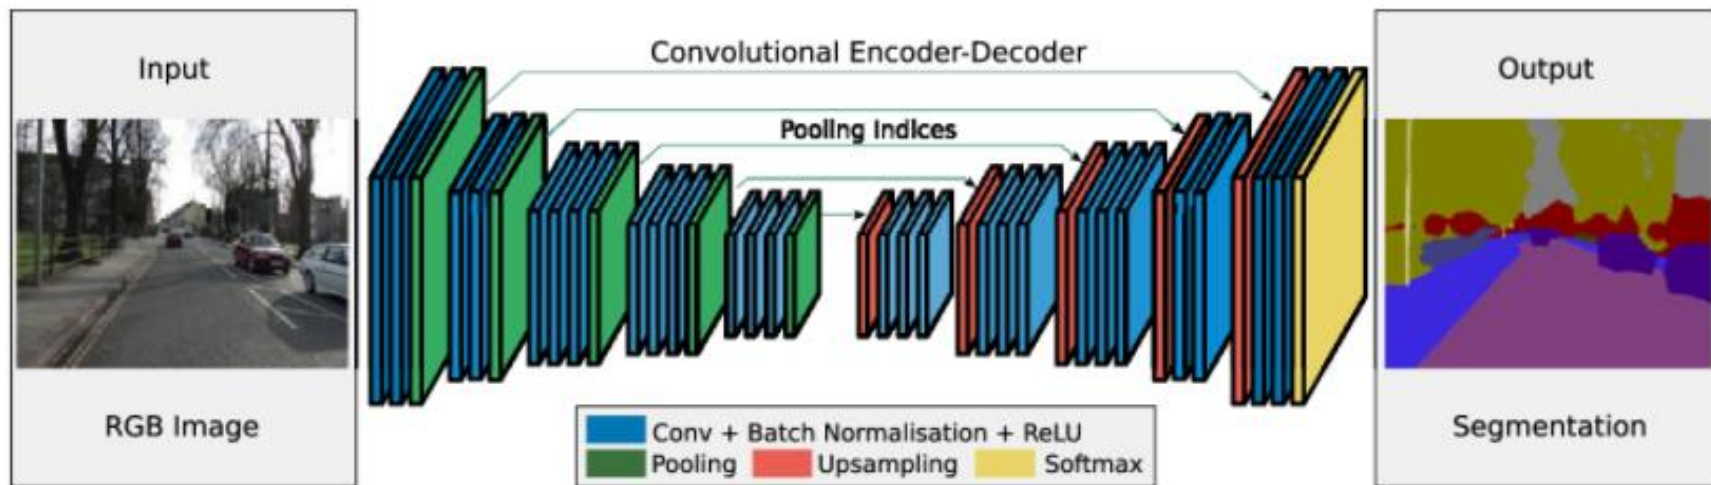 Input
RGB Image
Convolutional Encoder-Decoder
Pooling Indices
Conv + Batch Normalisation + ReLU
Pooling Upsampling Softmax
Output
Segmentation